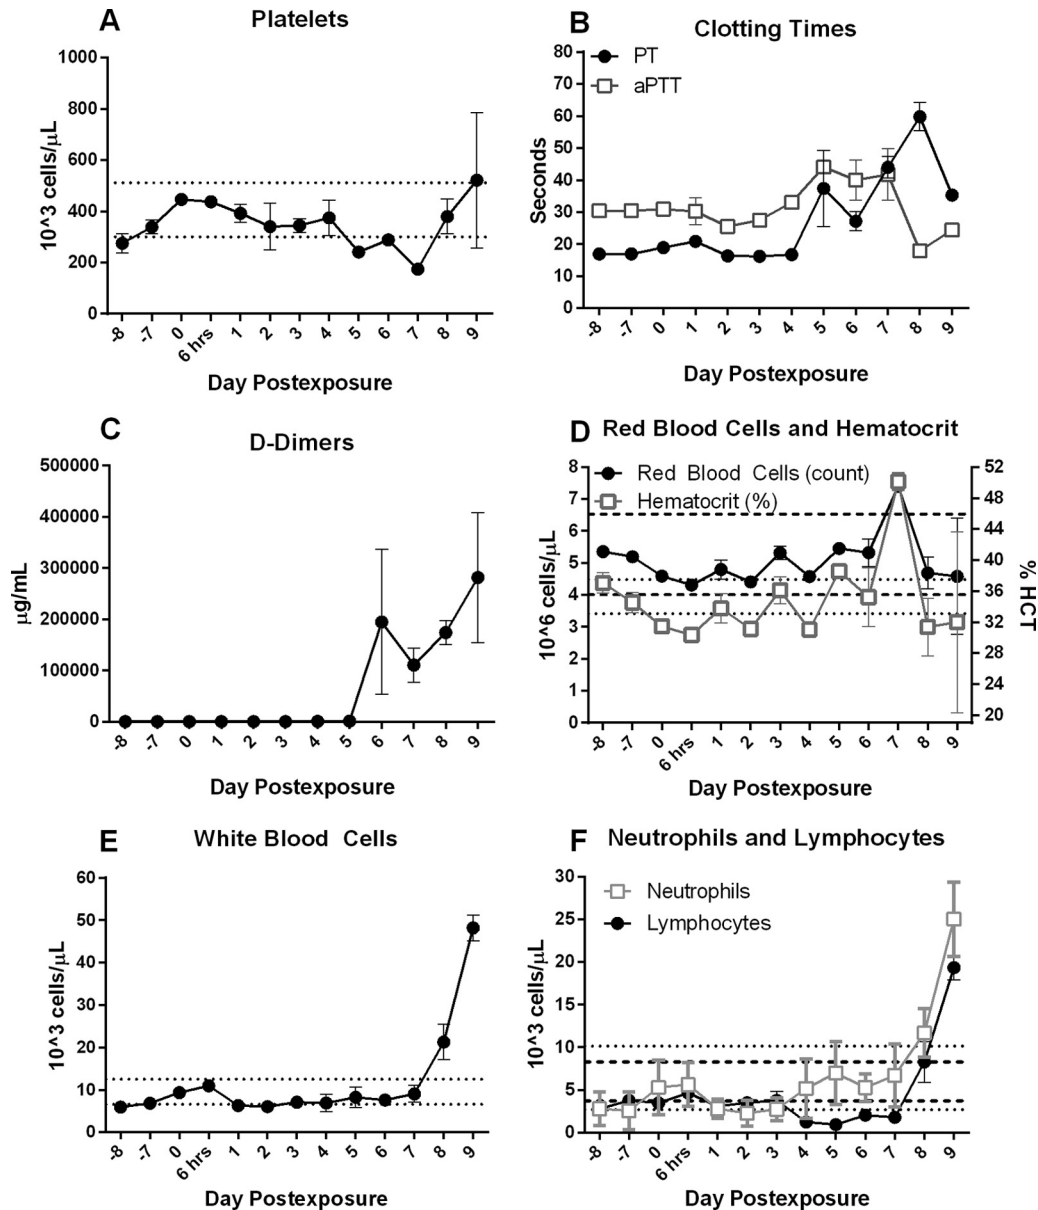 A
Platelets
10^3 cells/µL
1000
800
600
400
200
0
-8 -7 0 6 hrs 1 2 3 4 5 6 7 8 9
Day Postexposure
B
Clotting Times
PT
aPTT
Seconds
80
70
60
50
40
30
20
10
0
-8 -7 0 1 2 3 4 5 6 7 8 9
Day Postexposure
C
D-Dimers
µg/mL
500000
400000
300000
200000
100000
0
-8 -7 0 1 2 3 4 5 6 7 8 9
Day Postexposure
D
Red Blood Cells and Hematocrit
Red Blood Cells (count)
Hematocrit (%)
10^6 cells/µL
8
7
6
5
4
3
2
1
0
52
48
44
40
36
32
28
24
20
% HCT
-8 -7 0 6 hrs 1 2 3 4 5 6 7 8 9
Day Postexposure
E
White Blood Cells
10^3 cells/µL
60
50
40
30
20
10
0
-8 -7 0 6 hrs 1 2 3 4 5 6 7 8 9
Day Postexposure
F
Neutrophils and Lymphocytes
Neutrophils
Lymphocytes
10^3 cells/µL
30
25
20
15
10
5
0
-8 -7 0 6 hrs 1 2 3 4 5 6 7 8 9
Day Postexposure